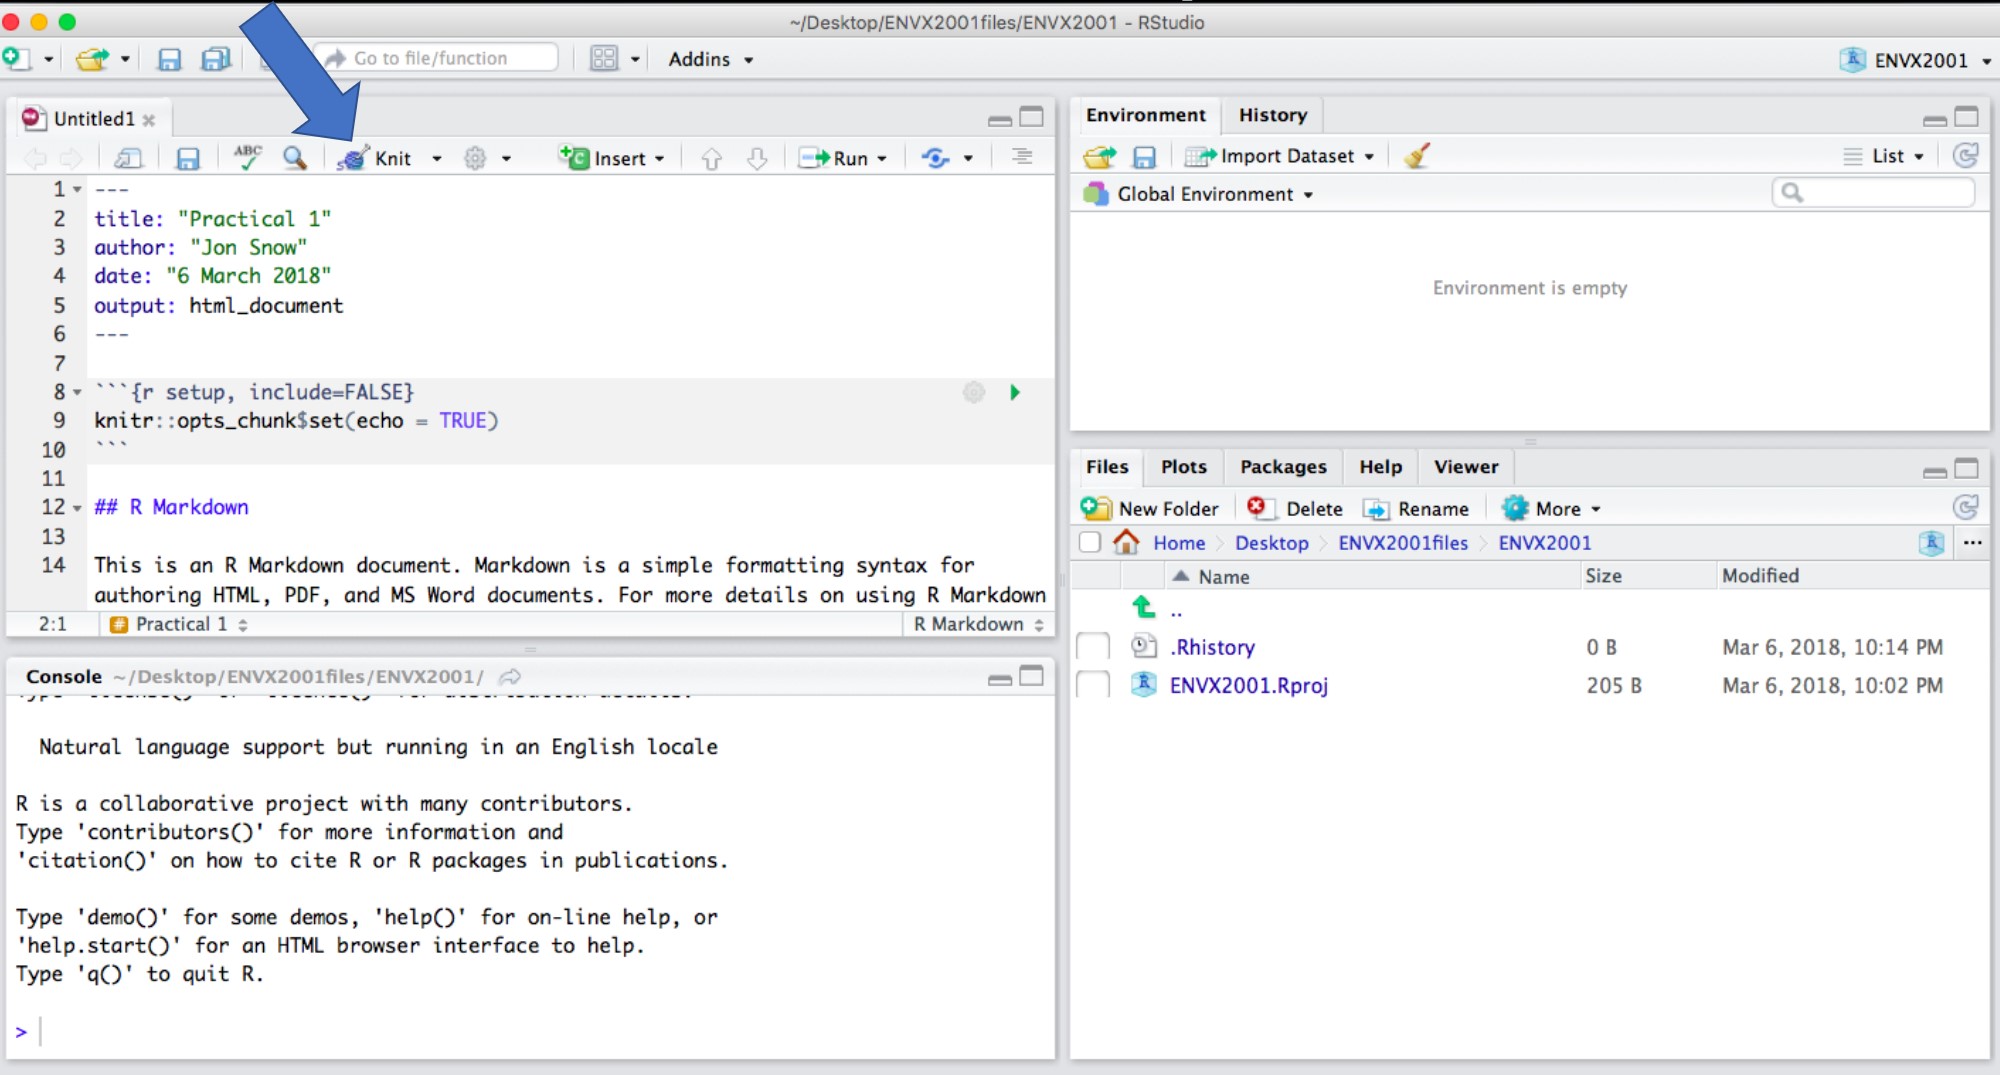 ~/Desktop/ENVX2001files/ENVX2001 - RStudio
Go to file/function
Addins
ENVX2001
Untitled1
ABC
Knit
Insert
Run
1 ---
2 title: "Practical 1"
3 author: "Jon Snow"
4 date: "6 March 2018"
5 output: html_document
6 ---
7
8 ```{r setup, include=FALSE}
9 knitr::opts_chunk$set(echo = TRUE)
10 ```
11
12 ## R Markdown
13
14 This is an R Markdown document. Markdown is a simple formatting syntax for
authoring HTML, PDF, and MS Word documents. For more details on using R Markdown
2:1 # Practical 1 R Markdown
Console ~/Desktop/ENVX2001files/ENVX2001/
Natural language support but running in an English locale
R is a collaborative project with many contributors.
Type 'contributors()' for more information and
'citation()' on how to cite R or R packages in publications.
Type 'demo()' for some demos, 'help()' for on-line help, or
'help.start()' for an HTML browser interface to help.
Type 'q()' to quit R.
>
Environment History
Import Dataset List
Global Environment
Environment is empty
Files Plots Packages Help Viewer
New Folder Delete Rename More
Home Desktop ENVX2001files ENVX2001 ...
Name Size Modified
..
.Rhistory 0 B Mar 6, 2018, 10:14 PM
ENVX2001.Rproj 205 B Mar 6, 2018, 10:02 PM